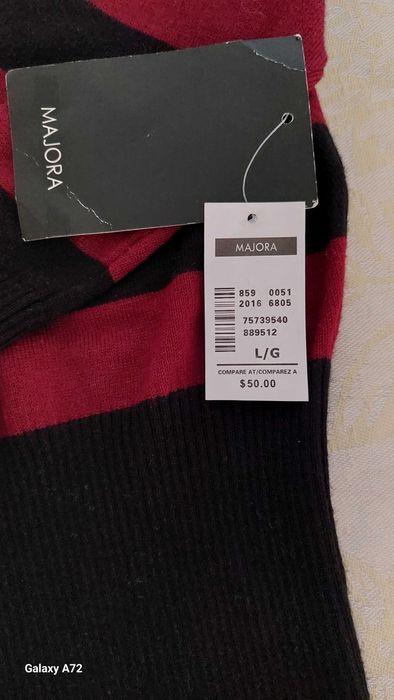 MAJORA
MAJORA
859 0051
2016 6805
75739540
889512
L/G
COMPARE AT/COMPAREZ A
$50.00
Galaxy A72